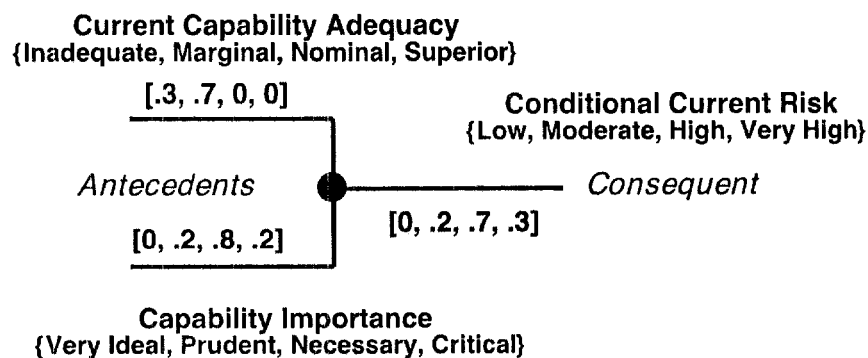 Current Capability Adequacy
{Inadequate, Marginal, Nominal, Superior}
[.3, .7, 0, 0]
Conditional Current Risk
{Low, Moderate, High, Very High}
Antecedents
Consequent
[0, .2, .8, .2]
[0, .2, .7, .3]
Capability Importance
{Very Ideal, Prudent, Necessary, Critical}